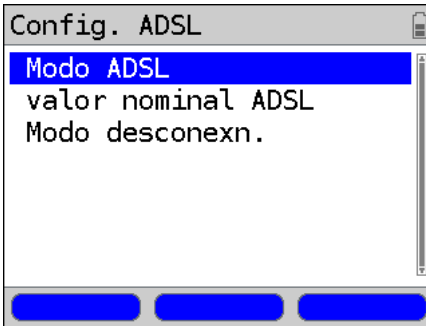 Config. ADSL
Modo ADSL
valor nominal ADSL
Modo desconexn.